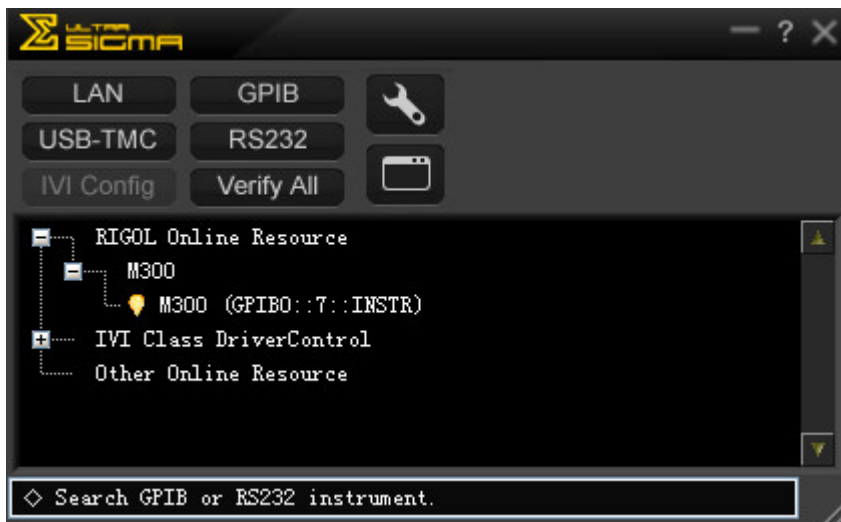 ULTRA
SIGMA
?
LAN GPIB
USB-TMC RS232
IVI Config Verify All
RIGOL Online Resource
M300
M300 (GPIB0::7::INSTR)
IVI Class DriverControl
Other Online Resource
Search GPIB or RS232 instrument.